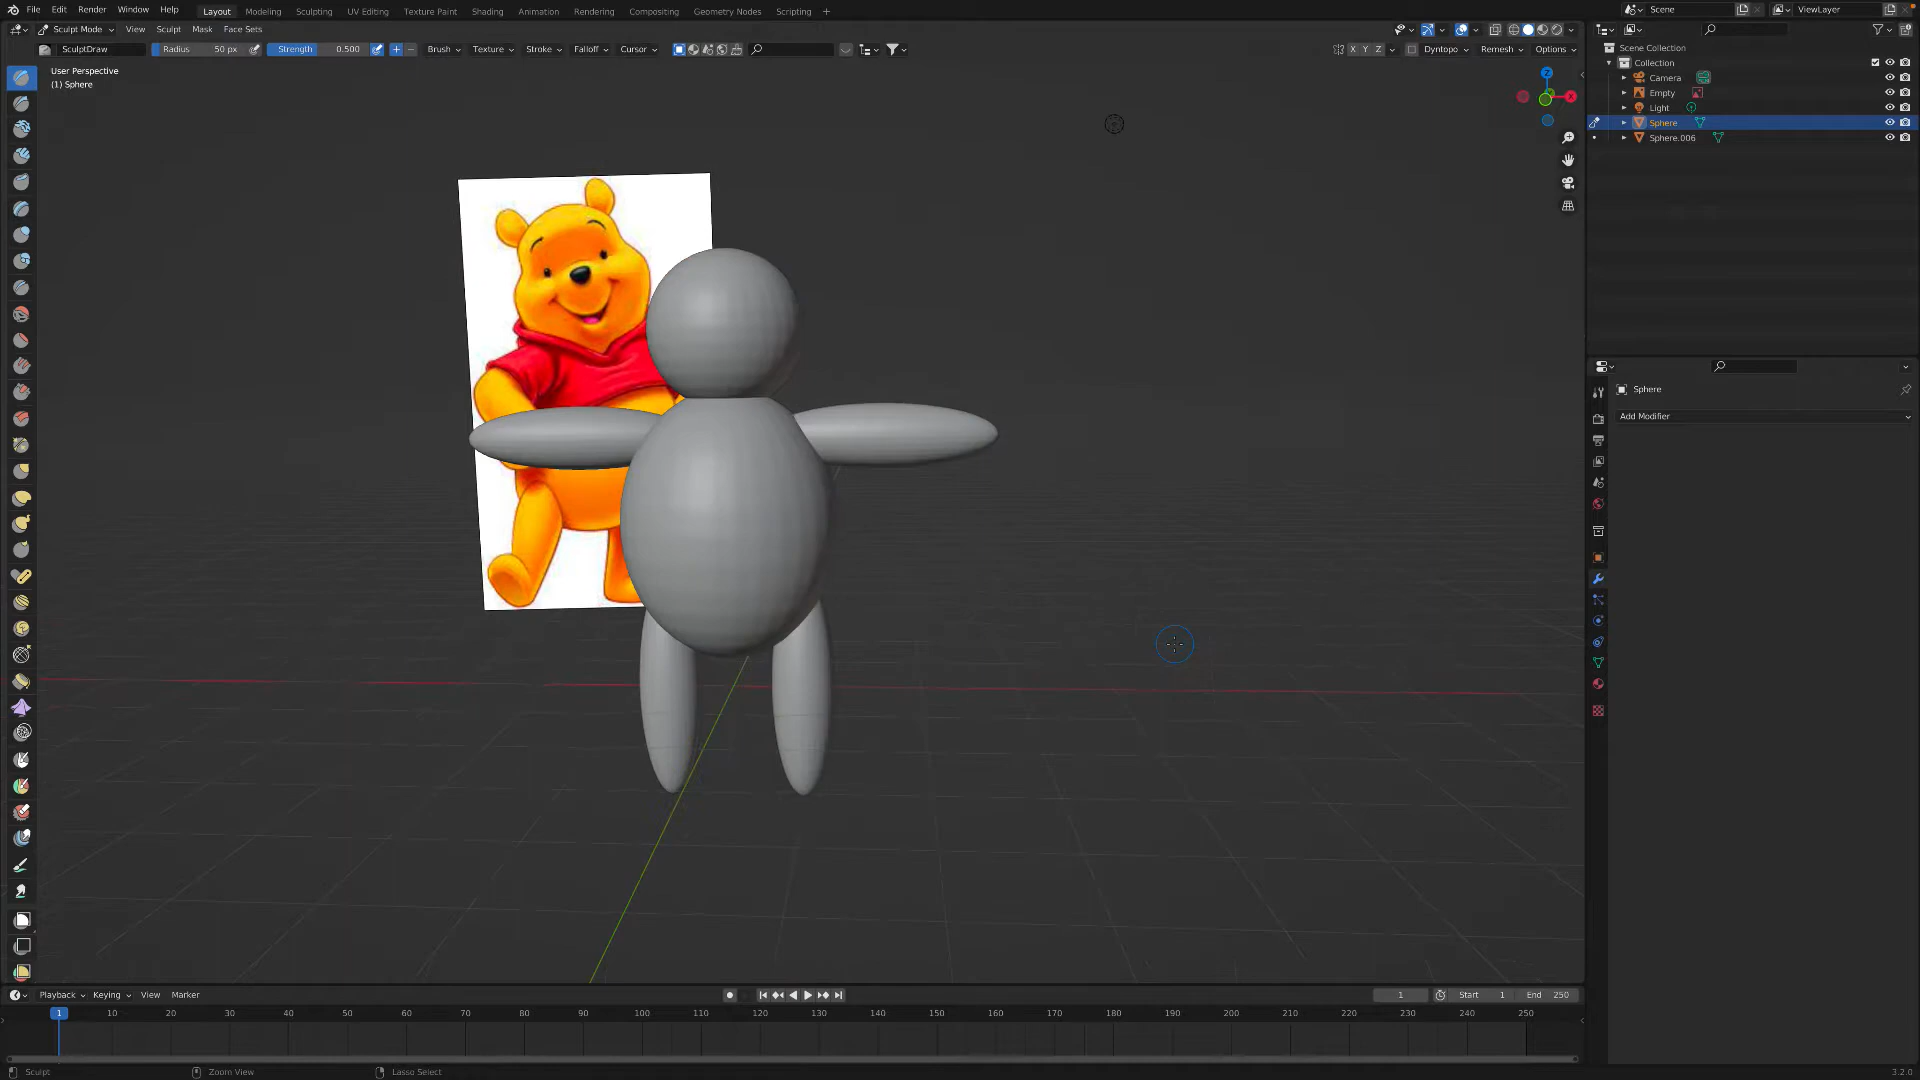 File Edit Render Window Help Layout Modeling Sculpting UV Editing Texture Paint Shading Animation Rendering Compositing Geometry Nodes Scripting + Scene ViewLayer
Sculpt Mode View Sculpt Mask Face Sets
SculptDraw Radius 50 px Strength 0.500 Brush Texture Stroke Falloff Cursor X Y Z Dyntopo Remesh Options
User Perspective
(1) Sphere
Z
X
Scene Collection
Collection
Camera
Empty
Light
Sphere
Sphere.006
Sphere
Add Modifier
Playback Keying View Marker 1 Start 1 End 250
1 10 20 30 40 50 60 70 80 90 100 110 120 130 140 150 160 170 180 190 200 210 220 230 240 250
Sculpt Zoom View Lasso Select 3.2.0